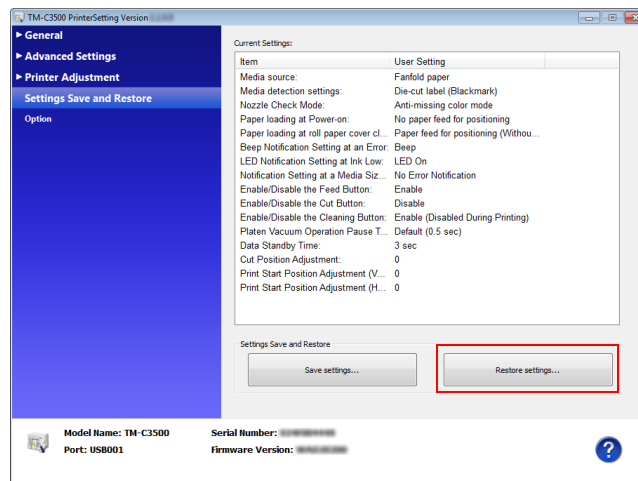 TM-C3500 PrinterSetting Version
General
Advanced Settings
Printer Adjustment
Settings Save and Restore
Option
Current Settings:
Item User Setting
Media source: Fanfold paper
Media detection settings: Die-cut label (Blackmark)
Nozzle Check Mode: Anti-missing color mode
Paper loading at Power-on: No paper feed for positioning
Paper loading at roll paper cover cl... Paper feed for positioning (Withou...
Beep Notification Setting at an Error: Beep
LED Notification Setting at Ink Low: LED On
Notification Setting at a Media Siz... No Error Notification
Enable/Disable the Feed Button: Enable
Enable/Disable the Cut Button: Disable
Enable/Disable the Cleaning Button: Enable (Disabled During Printing)
Platen Vacuum Operation Pause T... Default (0.5 sec)
Data Standby Time: 3 sec
Cut Position Adjustment: 0
Print Start Position Adjustment (V... 0
Print Start Position Adjustment (H... 0
Settings Save and Restore
Save settings... Restore settings...
Model Name: TM-C3500 Serial Number:
Port: USB001 Firmware Version:
?